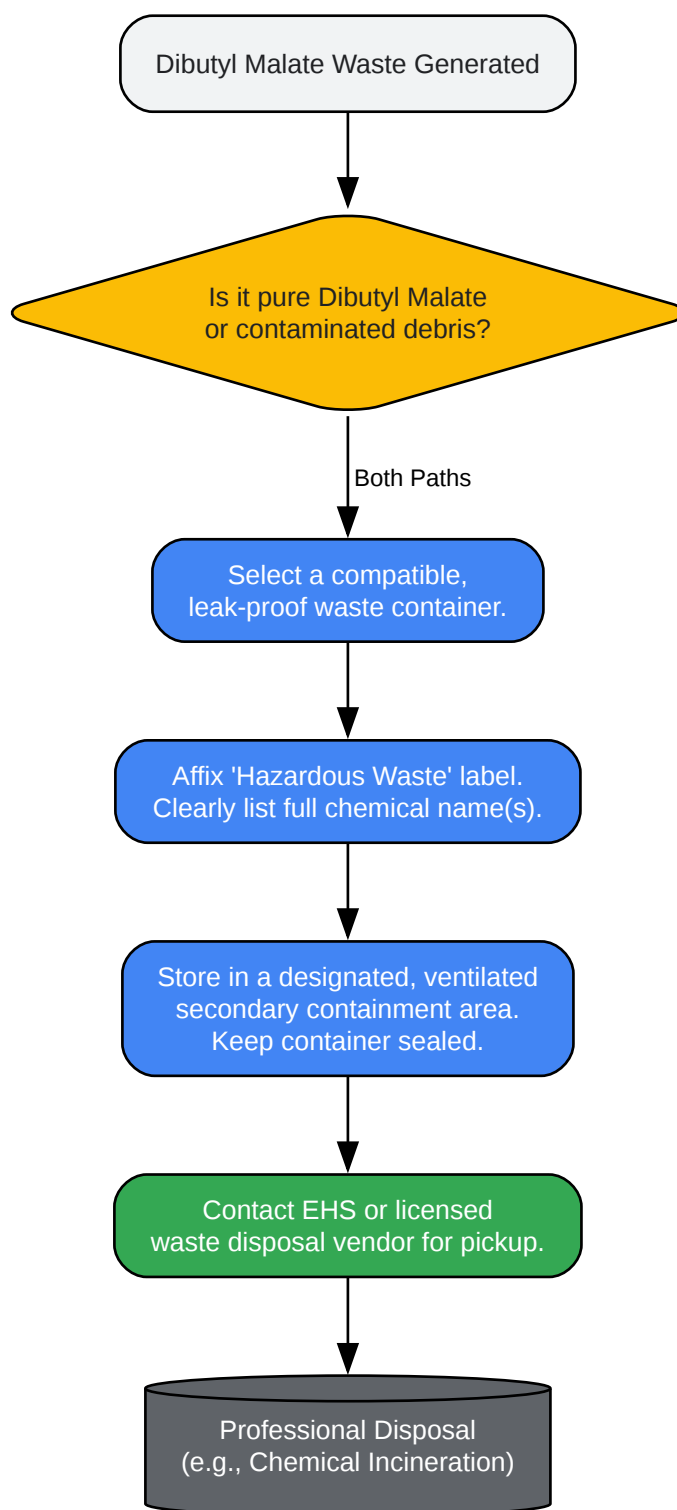 Dibutyl Malate Waste Generated
Is it pure Dibutyl Malate
or contaminated debris?
Both Paths
Select a compatible,
leak-proof waste container.
Affix 'Hazardous Waste' label.
Clearly list full chemical name(s).
Store in a designated, ventilated
secondary containment area.
Keep container sealed.
Contact EHS or licensed
waste disposal vendor for pickup.
Professional Disposal
(e.g., Chemical Incineration)